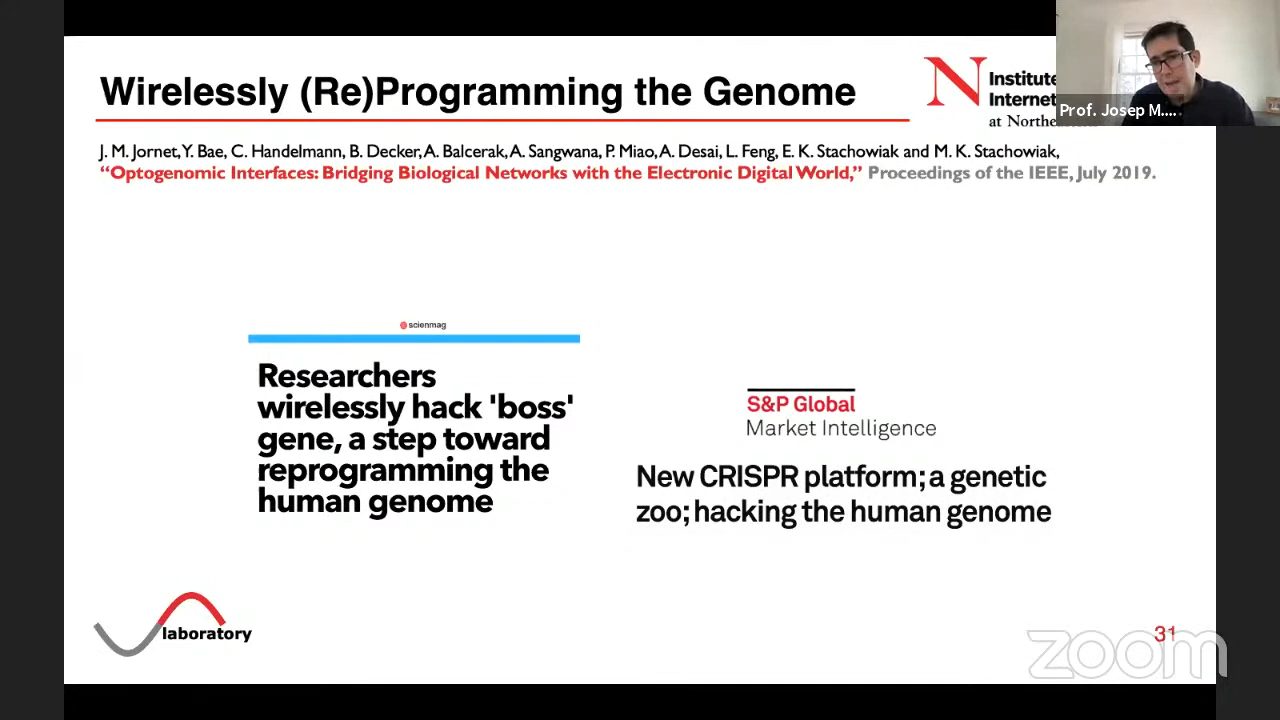 Wirelessly (Re)Programming the Genome
N
Institute
Internet
at Northe
Prof. Josep M....
J. M. Jornet, Y. Bae, C. Handelmann, B. Decker, A. Balcerak, A. Sangwana, P. Miao, A. Desai, L. Feng, E. K. Stachowiak and M. K. Stachowiak,
“Optogenomic Interfaces: Bridging Biological Networks with the Electronic Digital World,” Proceedings of the IEEE, July 2019.
scienmag
Researchers
wirelessly hack 'boss'
gene, a step toward
reprogramming the
human genome
S&P Global
Market Intelligence
New CRISPR platform; a genetic
zoo; hacking the human genome
laboratory
31
zoom